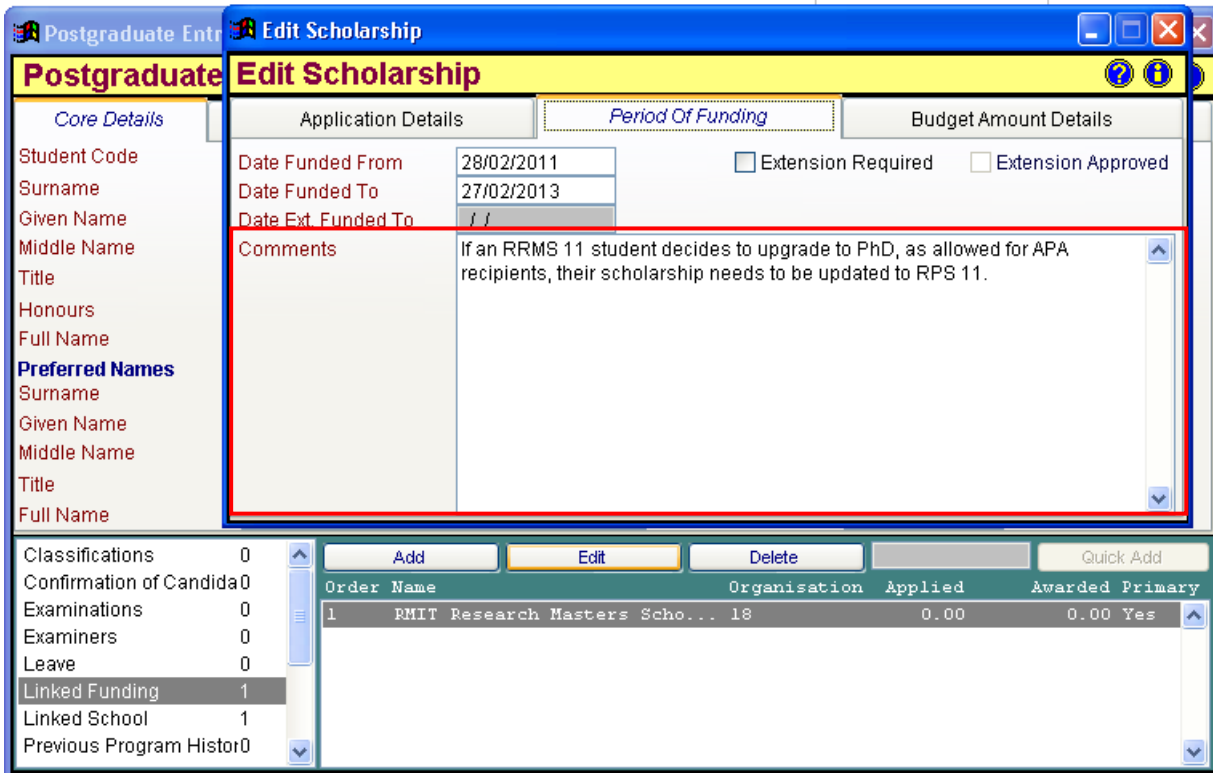 Postgraduate Entr
Edit Scholarship
Postgraduate
Edit Scholarship
Core Details
Application Details
Period Of Funding
Budget Amount Details
Student Code
Surname
Given Name
Middle Name
Title
Honours
Full Name
Preferred Names
Surname
Given Name
Middle Name
Title
Full Name
Date Funded From 28/02/2011
Extension Required
Extension Approved
Date Funded To 27/02/2013
Date Ext. Funded To / /
Comments
If an RRMS 11 student decides to upgrade to PhD, as allowed for APA
recipients, their scholarship needs to be updated to RPS 11.
Classifications 0
Confirmation of Candida 0
Examinations 0
Examiners 0
Leave 0
Linked Funding 1
Linked School 1
Previous Program Histor 0
Add
Edit
Delete
Quick Add
Order Name Organisation Applied Awarded Primary
1 RMIT Research Masters Scho... 18 0.00 0.00 Yes